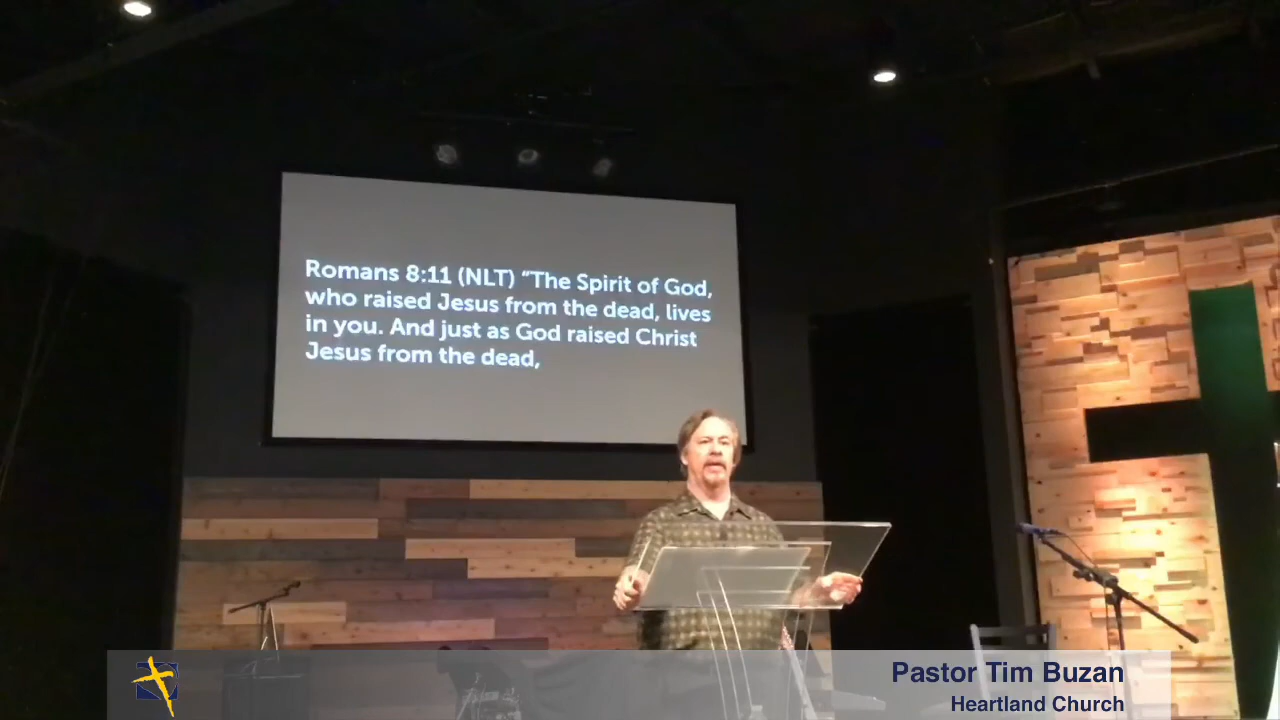 Romans 8:11 (NLT) “The Spirit of God,
who raised Jesus from the dead, lives
in you. And just as God raised Christ
Jesus from the dead,
Pastor Tim Buzan
Heartland Church